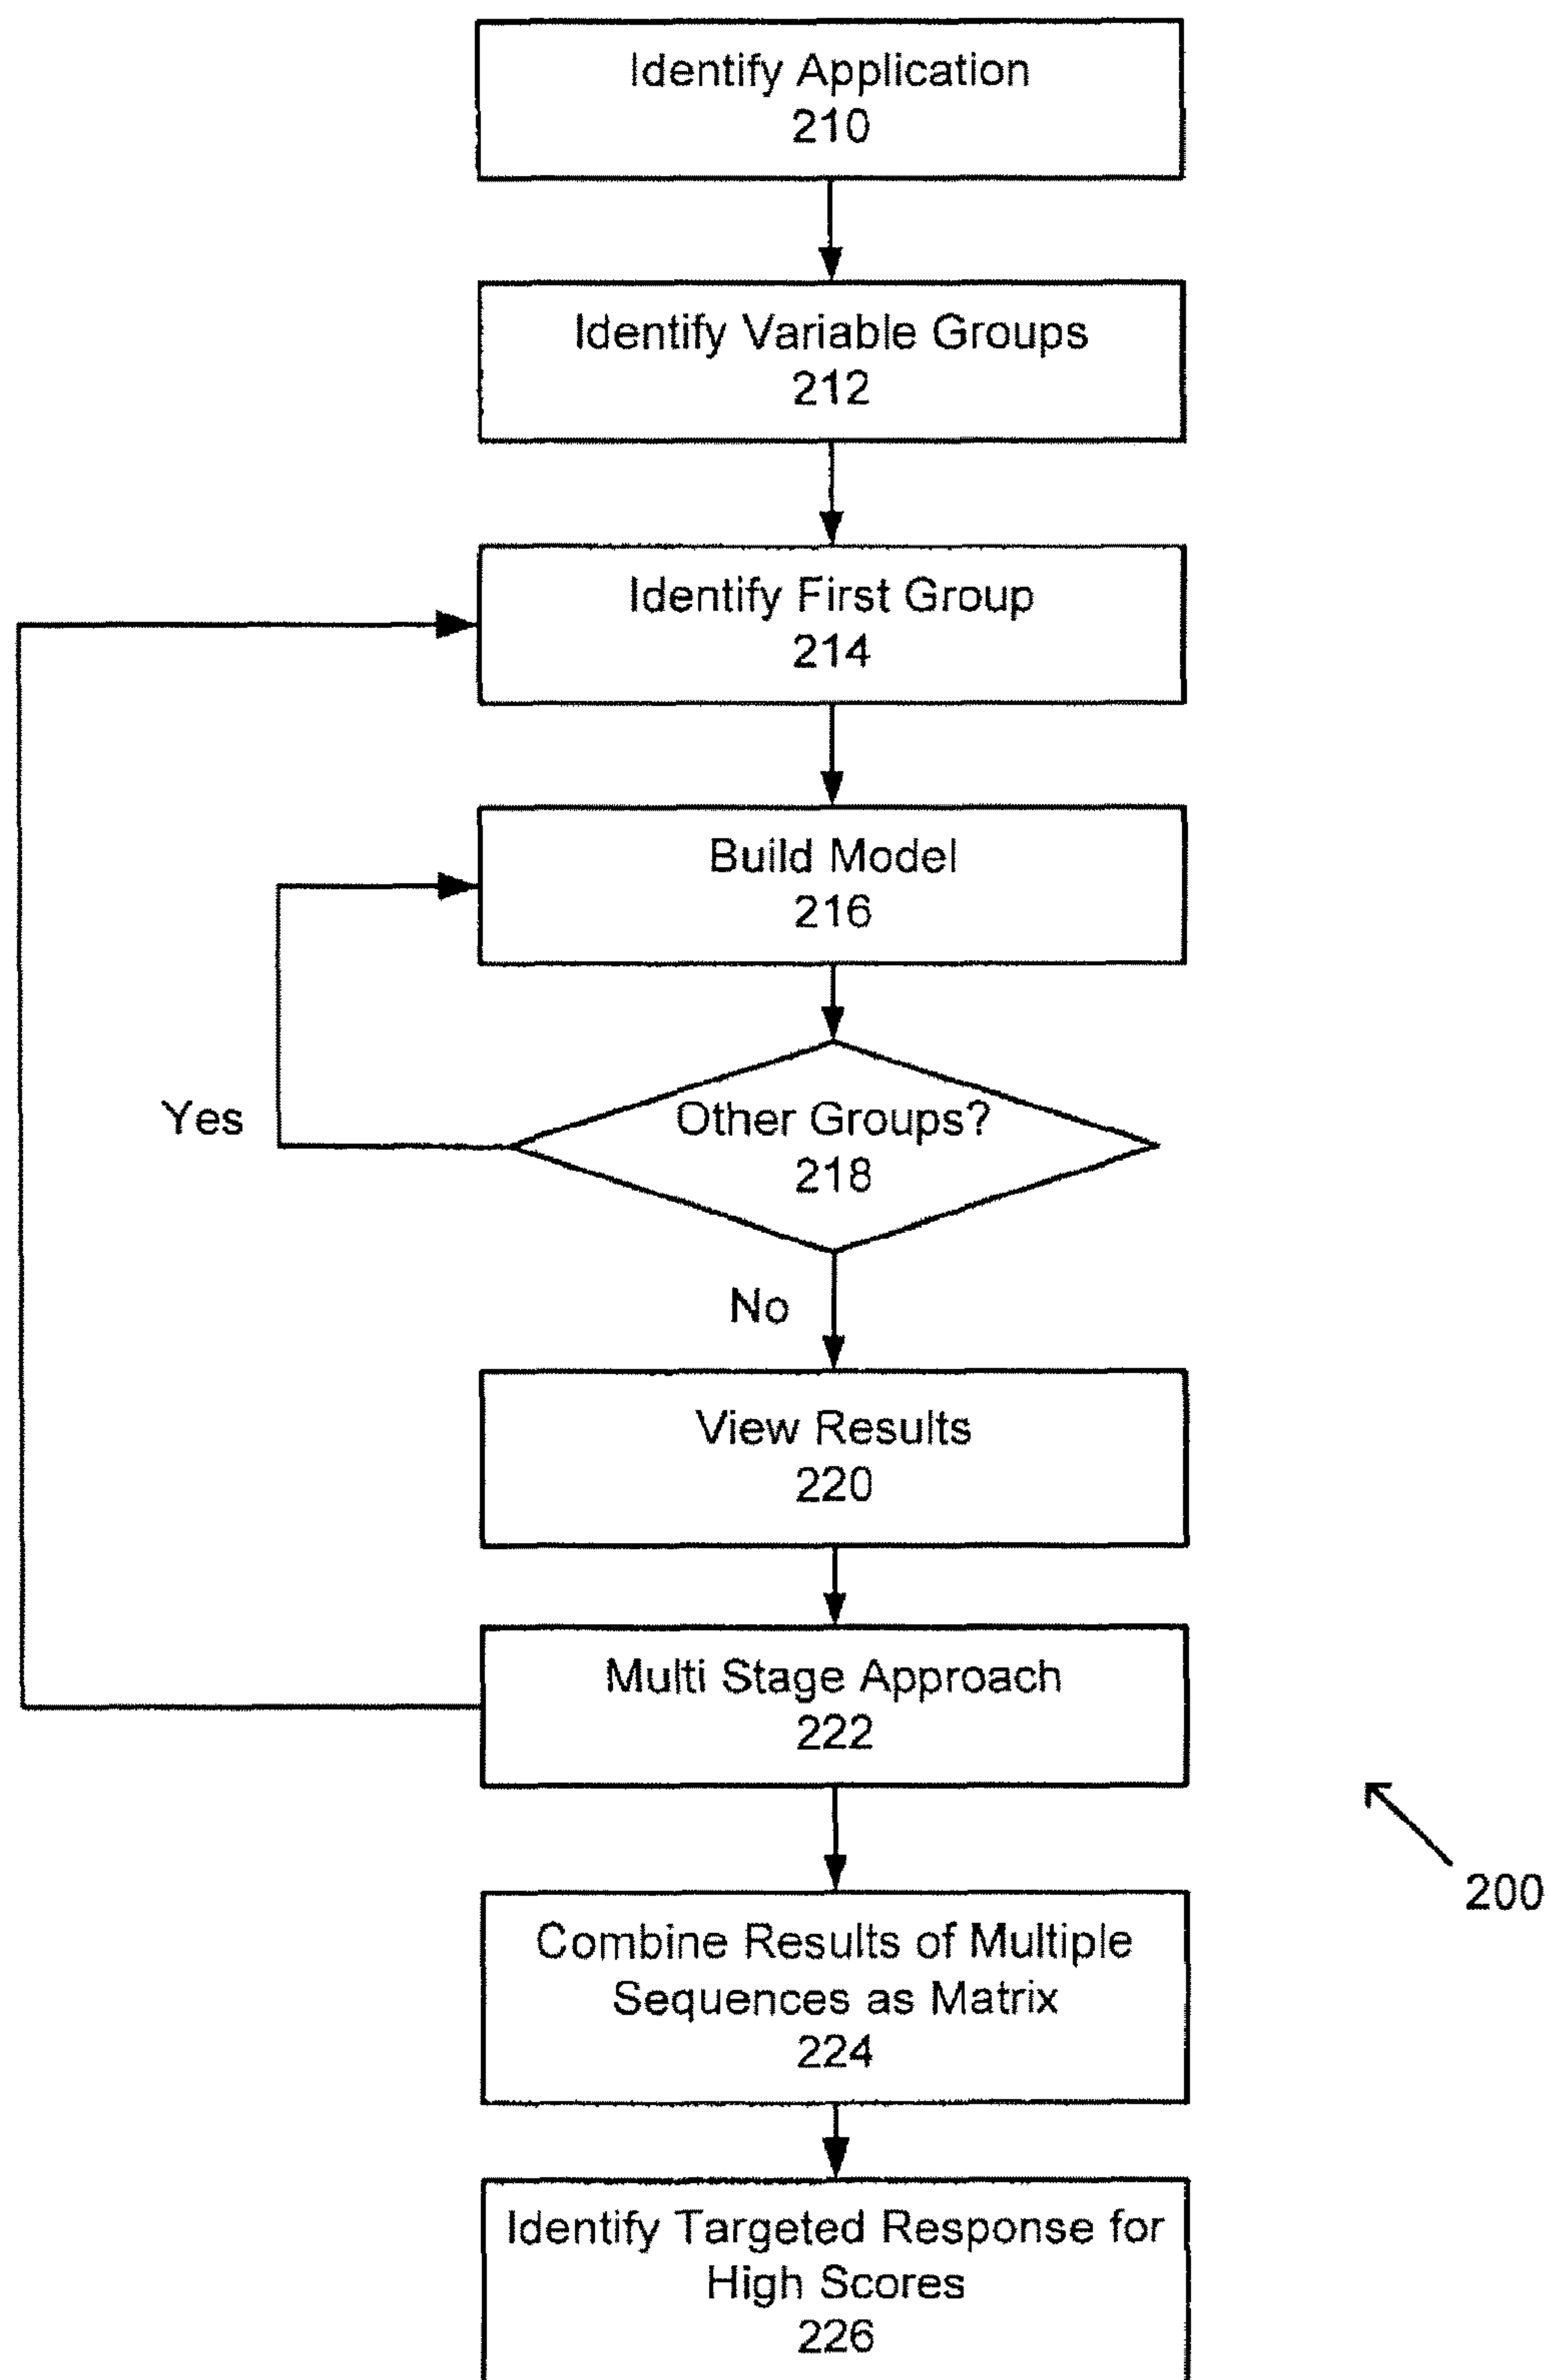 Identify Application
210
Identify Variable Groups
212
Identify First Group
214
Build Model
216
Other Groups?
218
Yes
No
View Results
220
Multi Stage Approach
222
200
Combine Results of Multiple
Sequences as Matrix
224
Identify Targeted Response for
High Scores
226